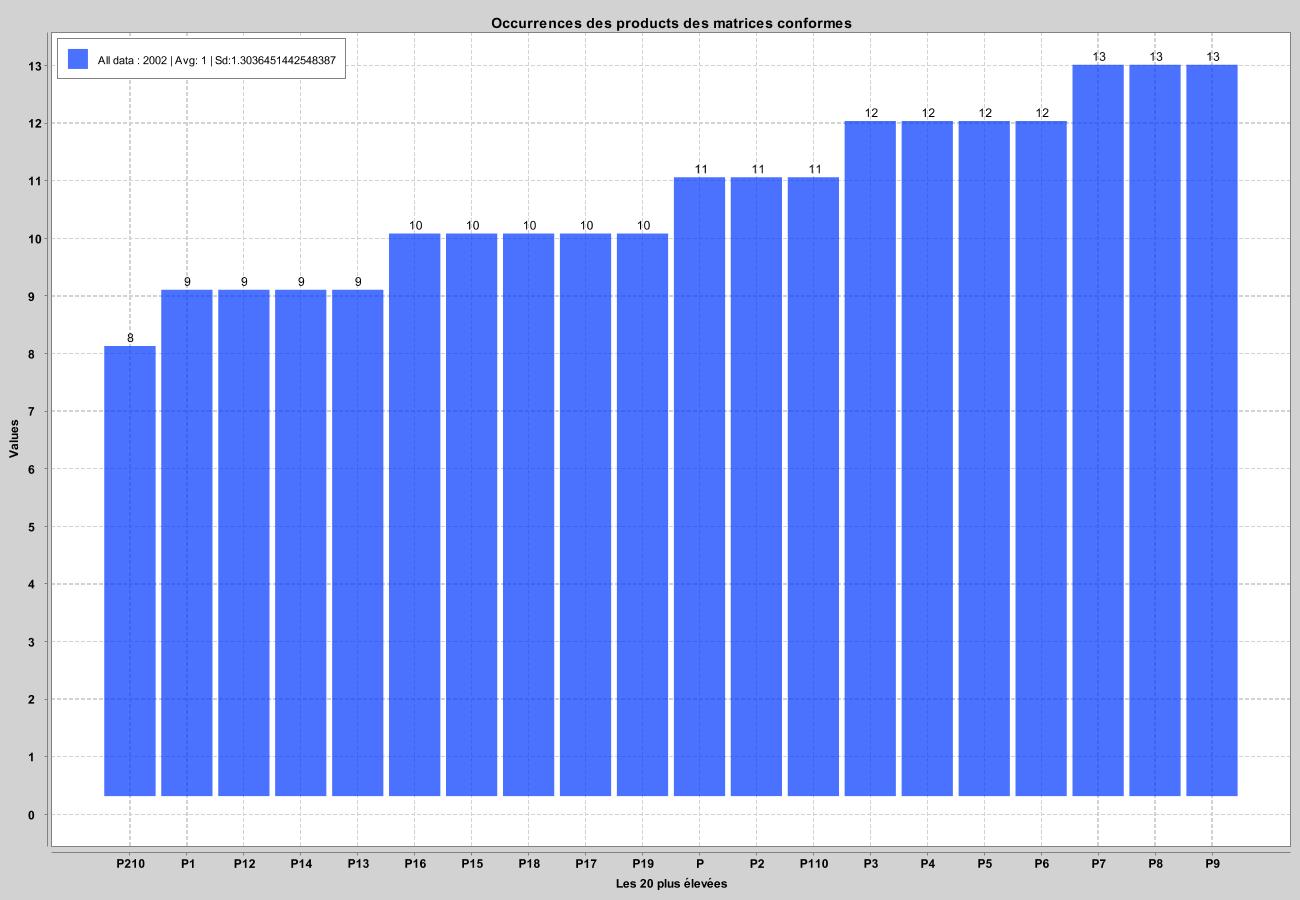 Occurrences des products des matrices conformes
All data : 2002 | Avg: 1 | Sd:1.3036451442548387
13
12
11
10
9
8
7
6
5
4
3
2
1
0
Values
8 9 9 9 9 10 10 10 10 10 11 11 11 12 12 12 12 13 13 13
P210 P1 P12 P14 P13 P16 P15 P18 P17 P19 P P2 P110 P3 P4 P5 P6 P7 P8 P9
Les 20 plus élevées